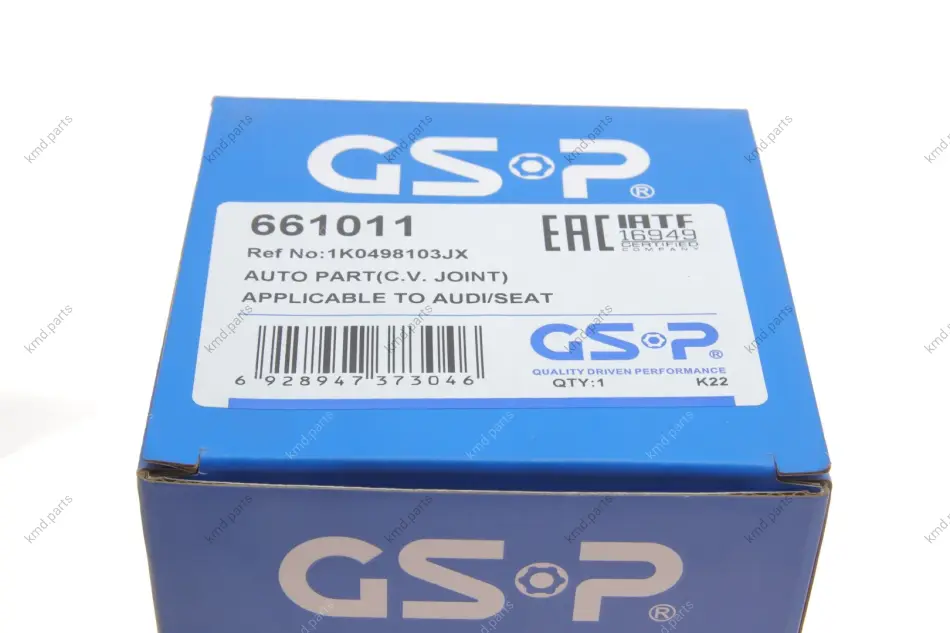 GSP®
661011
Ref No:1K0498103JX
AUTO PART(C.V. JOINT)
APPLICABLE TO AUDI/SEAT
EAC
IATF
16949
CERTIFIED
COMPANY
6 928947 373046
GSP®
QUALITY DRIVEN PERFORMANCE
QTY:1 K22
GSP®
kmd.parts